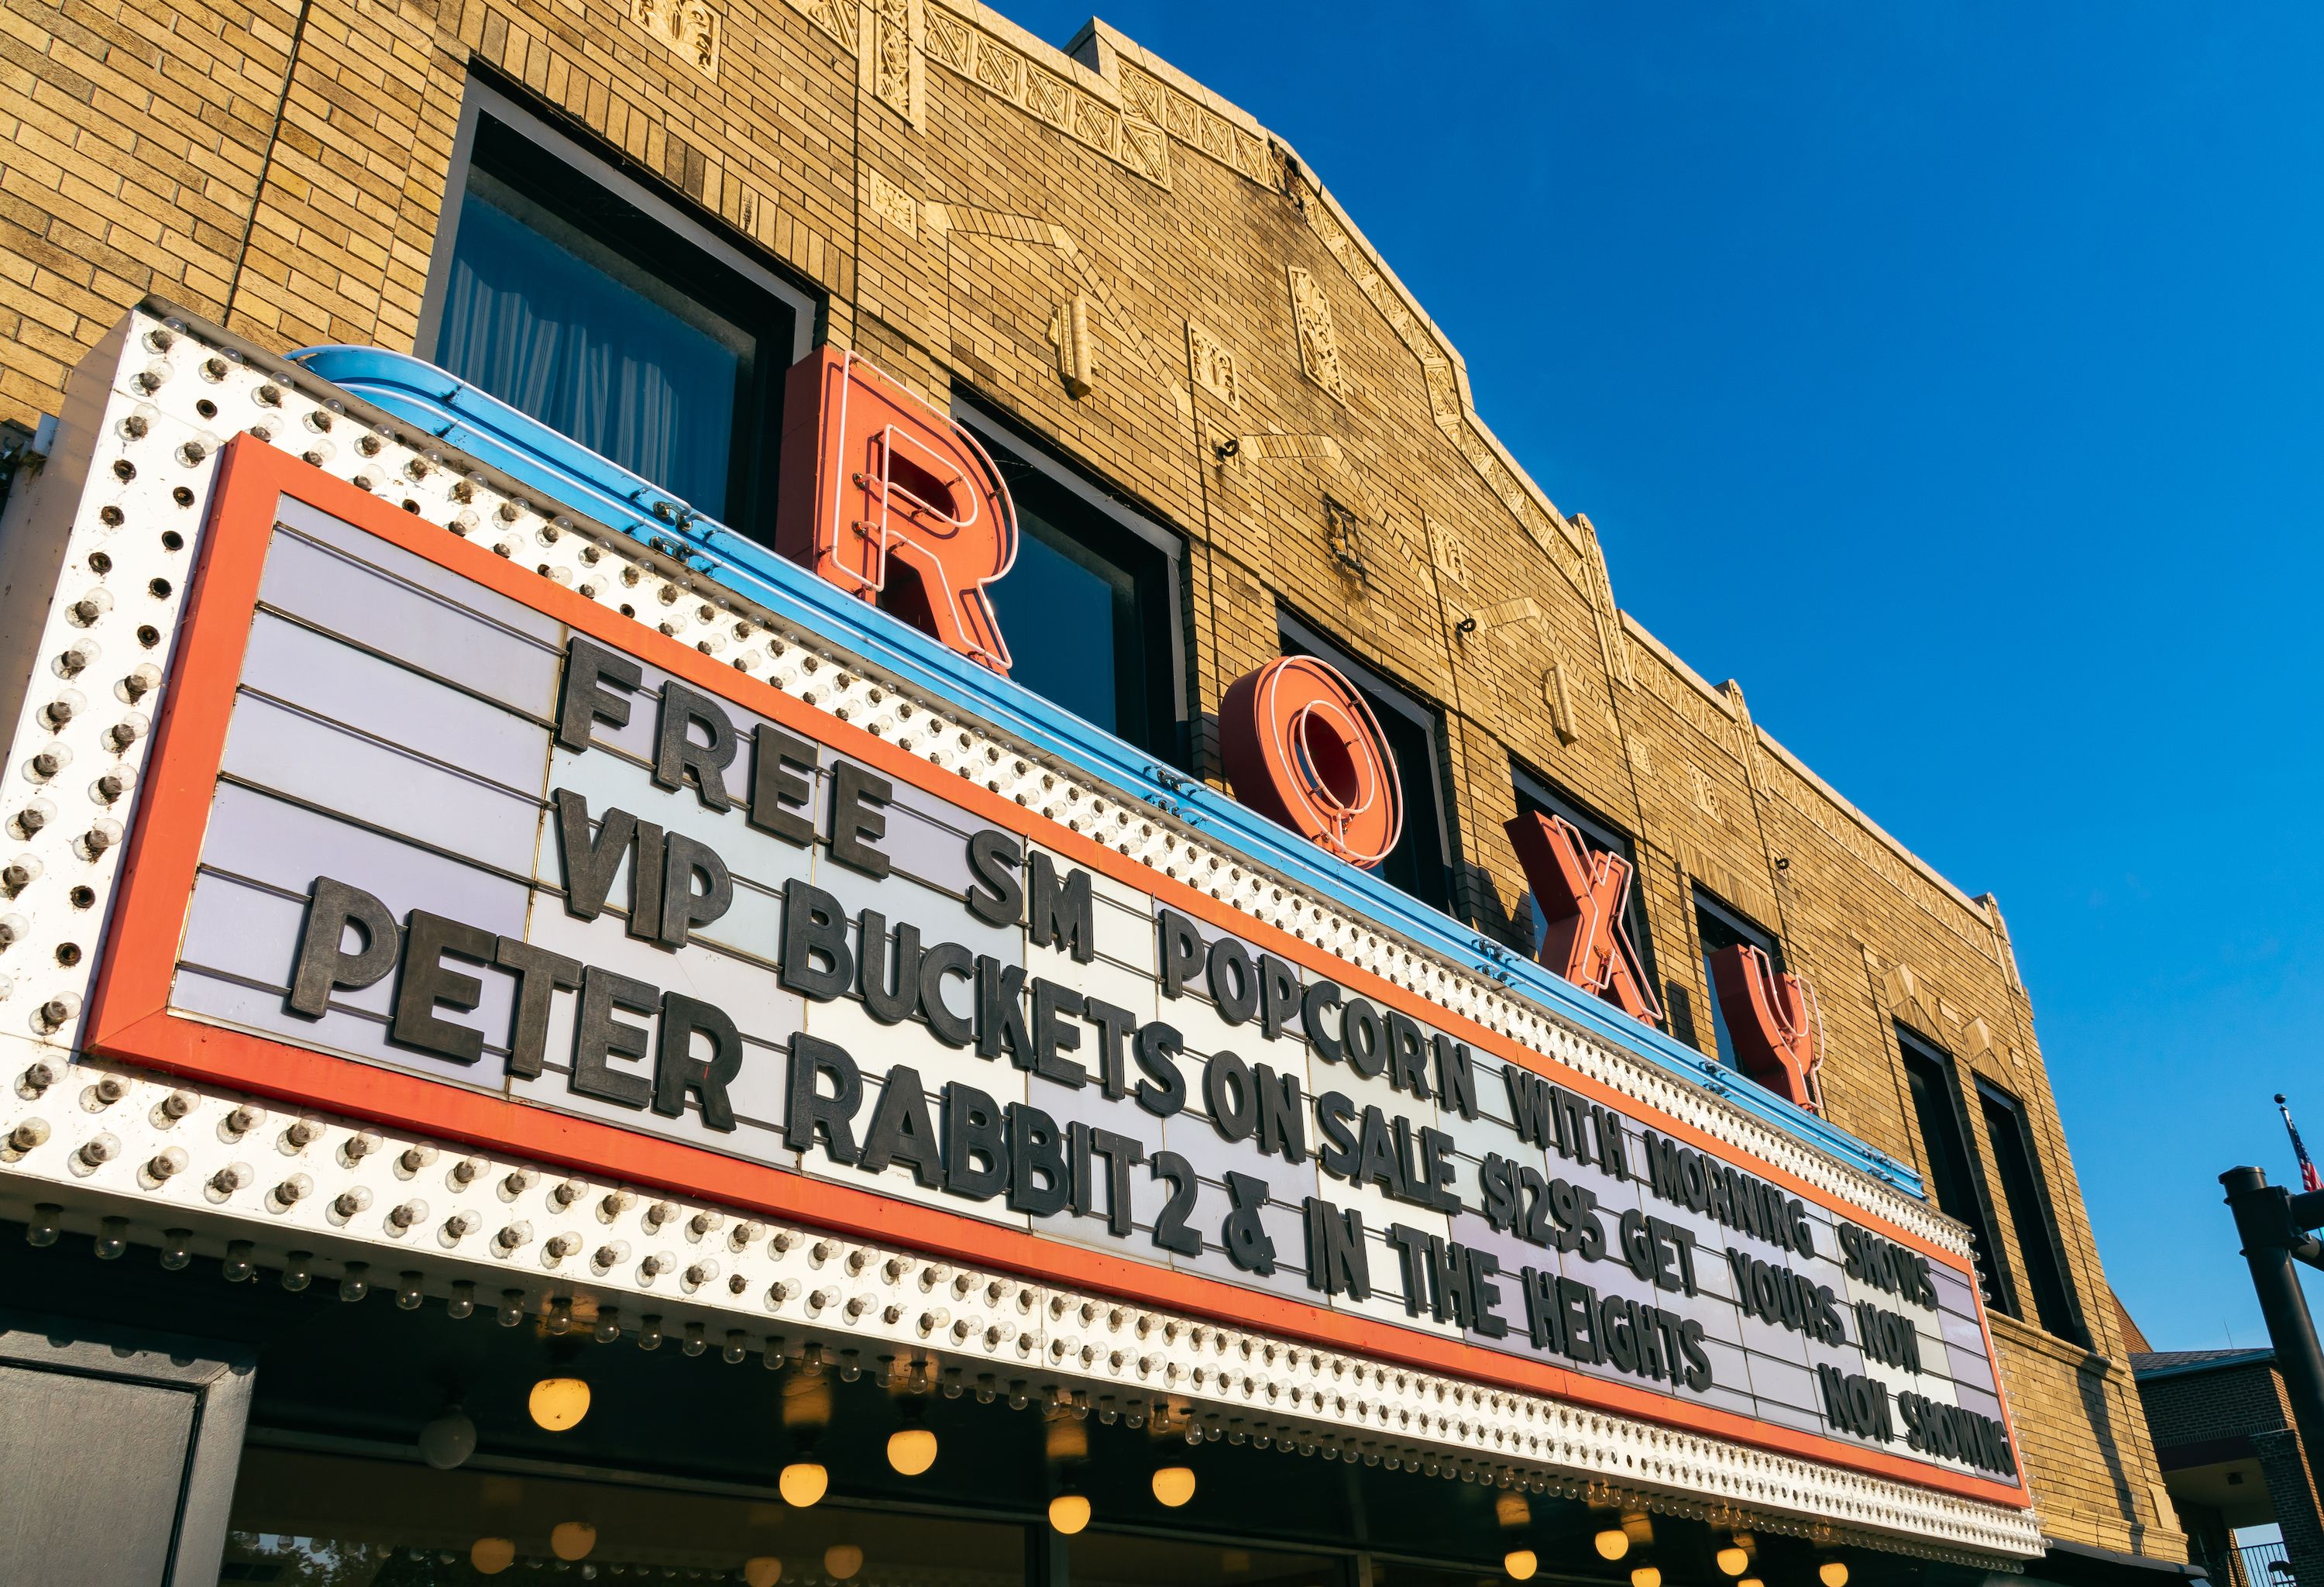 ROXY
FREE SM POPCORN WITH MORNING SHOWS
VIP BUCKETS ON SALE $1295 GET YOURS NOW
PETER RABBIT 2 & IN THE HEIGHTS NOW SHOWING